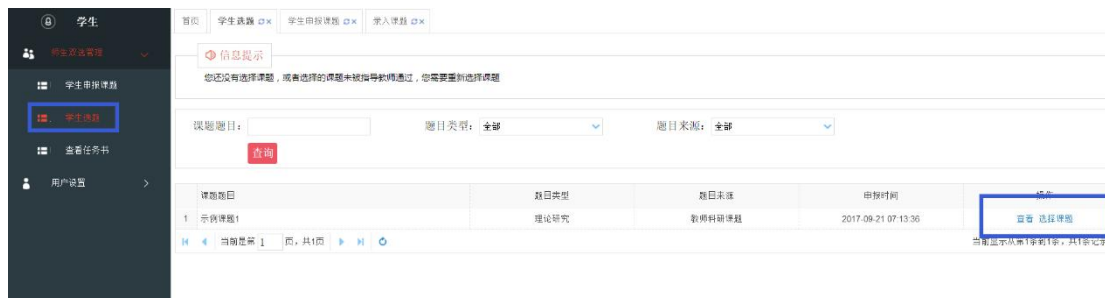 学生
师生双选管理
学生申报课题
学生选题
查看任务书
用户设置
首页 学生选题 学生申报课题 录入课题
信息提示
您还没有选择课题，或者选择的课题未被指导教师通过，您需要重新选择课题
课题题目： 题目类型：全部 题目来源：全部
查询
课题题目 题目类型 题目来源 申报时间 操作
1 示例课题1 理论研究 教师科研课题 2017-09-21 07:13:36 查看 选择课题
当前是第 1 页，共1页 当前显示从第1条到1条，共1条记录